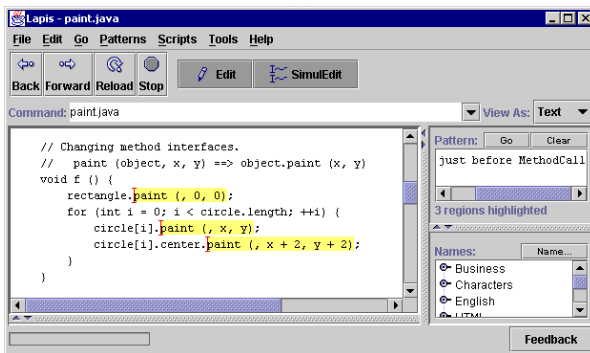 Lapis - paint.java
File Edit Go Patterns Scripts Tools Help
Back Forward Reload Stop
Edit
SimulEdit
Command: paint.java
View As: Text
// Changing method interfaces.
//   paint (object, x, y) ==> object.paint (x, y)
void f () {
    rectangle.paint (, 0, 0);
    for (int i = 0; i < circle.length; ++i) {
        circle[i].paint (, x, y);
        circle[i].center.paint (, x + 2, y + 2);
    }
}
Pattern: Go Clear
just before MethodCall
3 regions highlighted
Names: Name...
Business
Characters
English
HTML
Feedback